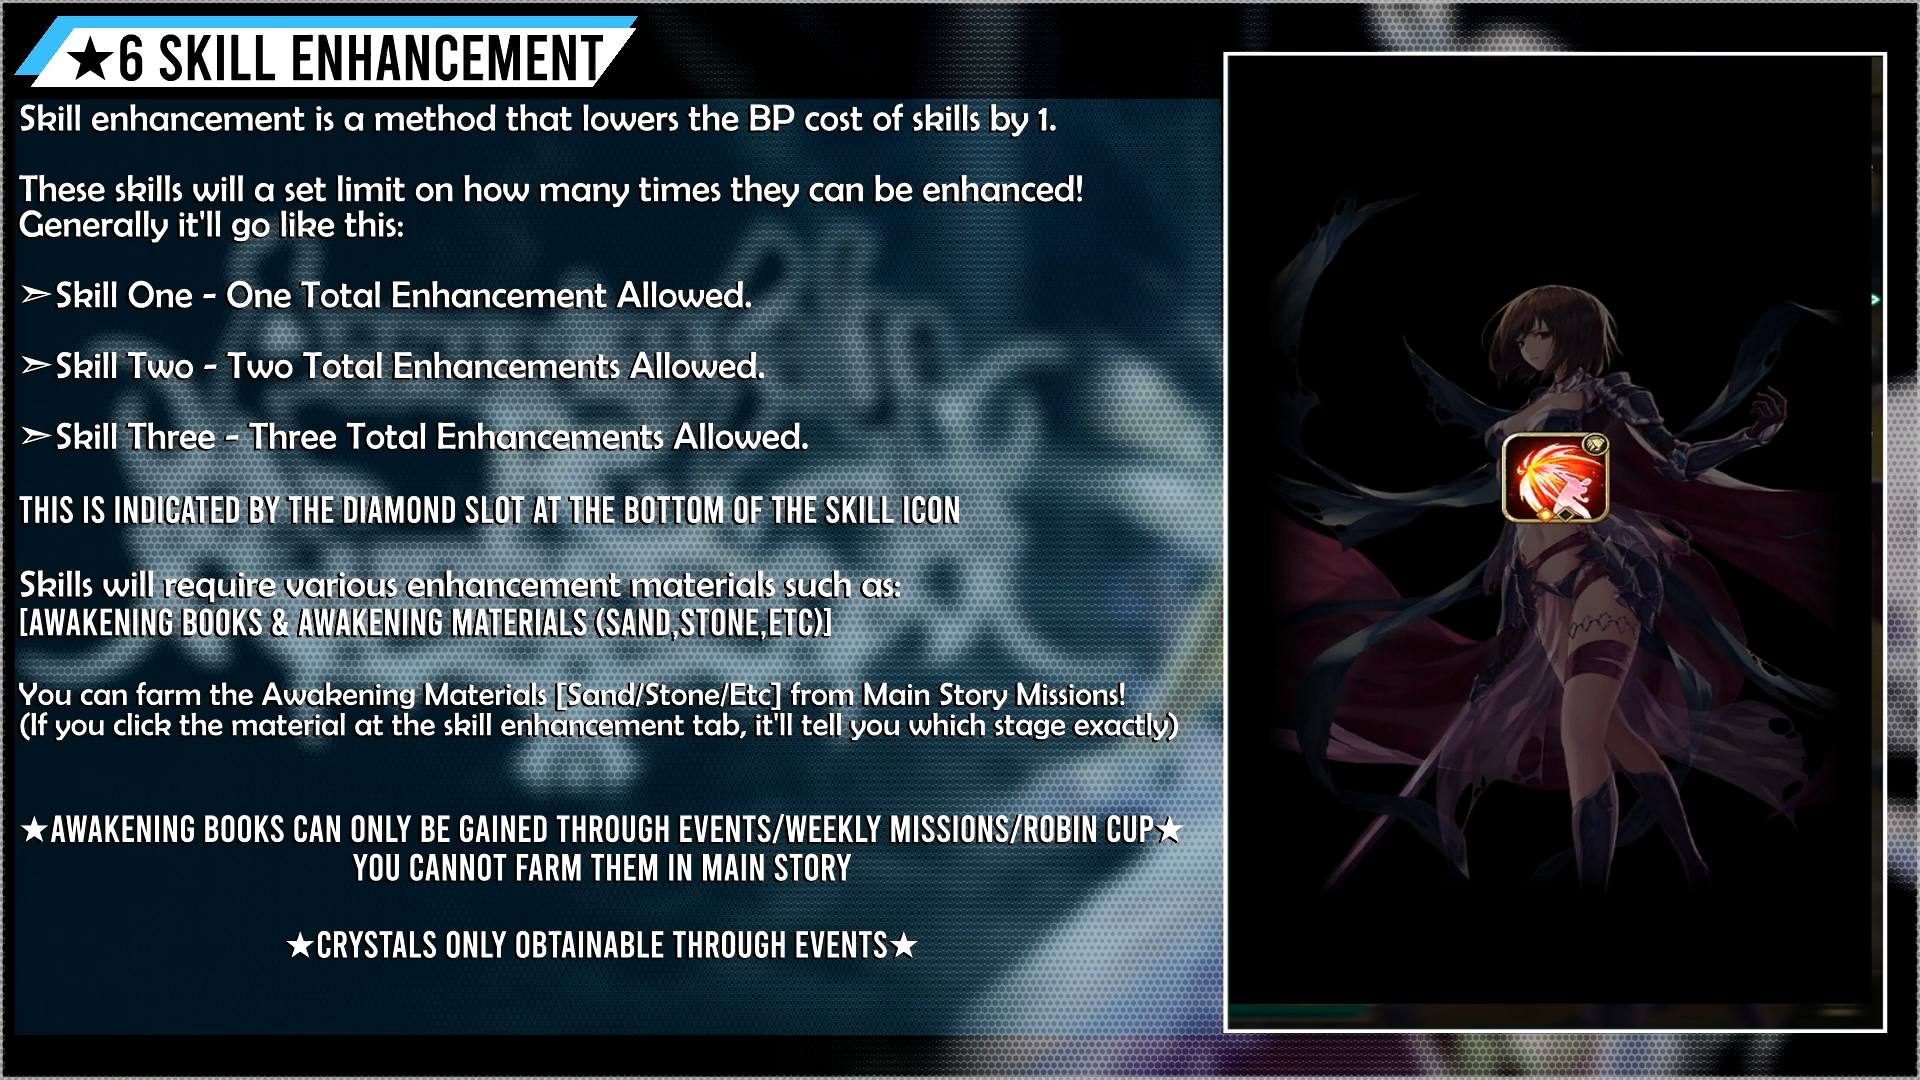 ★6 SKILL ENHANCEMENT
Skill enhancement is a method that lowers the BP cost of skills by 1.
These skills will a set limit on how many times they can be enhanced!
Generally it'll go like this:
➣Skill One - One Total Enhancement Allowed.
➣Skill Two - Two Total Enhancements Allowed.
➣Skill Three - Three Total Enhancements Allowed.
THIS IS INDICATED BY THE DIAMOND SLOT AT THE BOTTOM OF THE SKILL ICON
Skills will require various enhancement materials such as:
[AWAKENING BOOKS & AWAKENING MATERIALS (SAND,STONE,ETC)]
You can farm the Awakening Materials [Sand/Stone/Etc] from Main Story Missions!
(If you click the material at the skill enhancement tab, it'll tell you which stage exactly)
★AWAKENING BOOKS CAN ONLY BE GAINED THROUGH EVENTS/WEEKLY MISSIONS/ROBIN CUP★
YOU CANNOT FARM THEM IN MAIN STORY
★CRYSTALS ONLY OBTAINABLE THROUGH EVENTS★